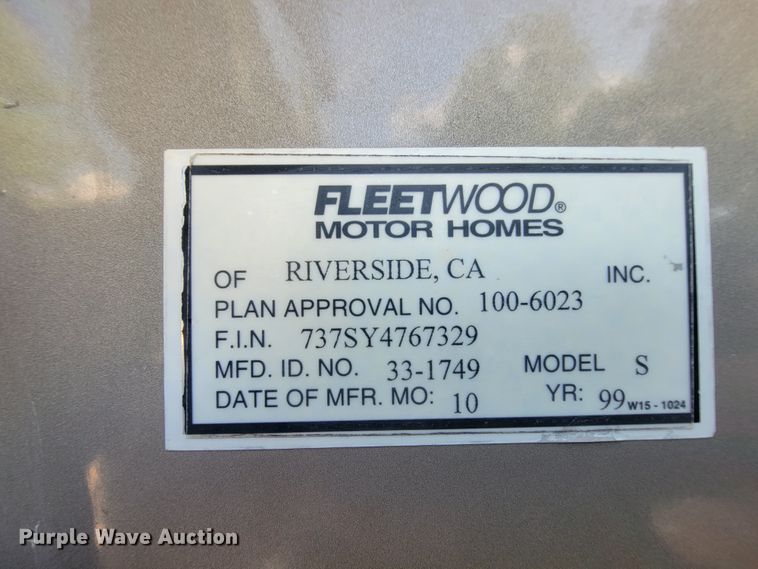 FLEETWOOD®
MOTOR HOMES
OF RIVERSIDE, CA INC.
PLAN APPROVAL NO. 100-6023
F.I.N. 737SY4767329
MFD. ID. NO. 33-1749 MODEL S
DATE OF MFR. MO: 10 YR: 99 W15-1024
Purple Wave Auction